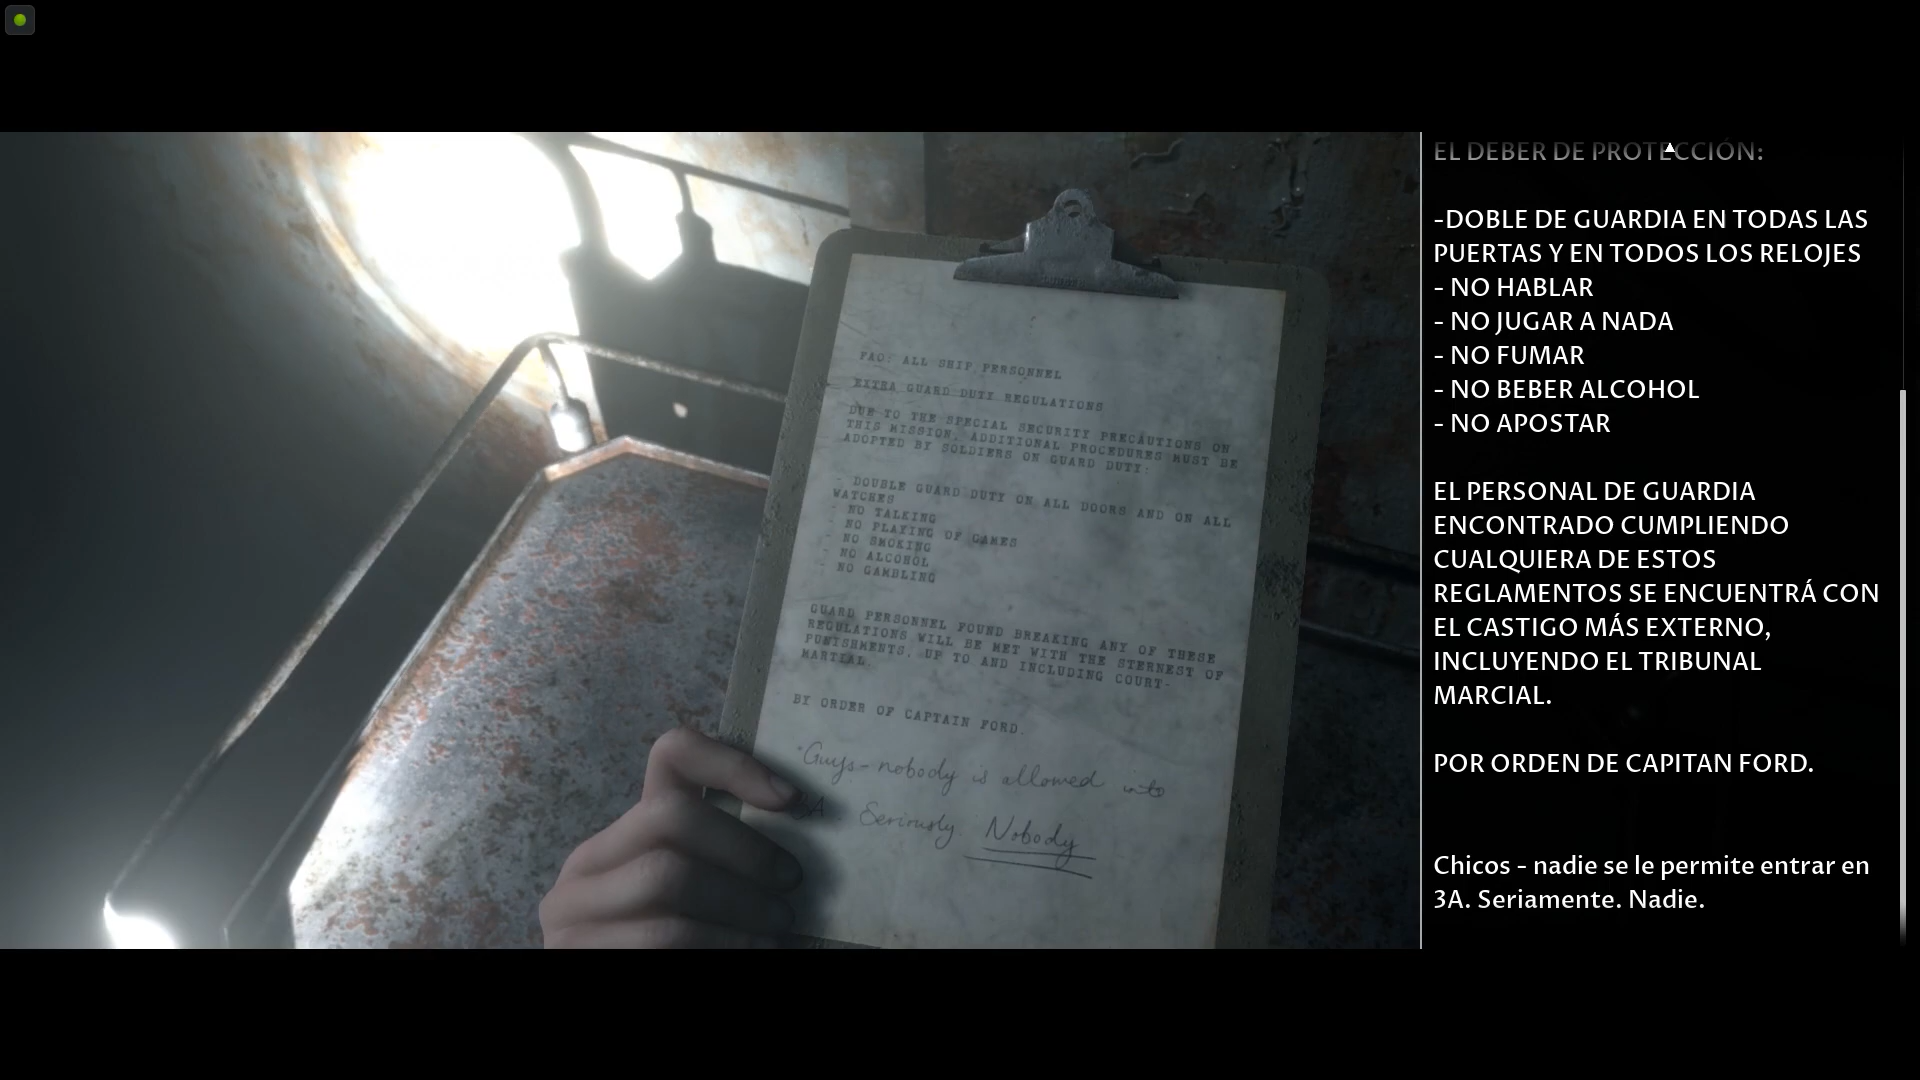 FAO: ALL SHIP PERSONNEL
EXTRA GUARD DUTY REGULATIONS
DUE TO THE SPECIAL SECURITY PRECAUTIONS ON
THIS MISSION, ADDITIONAL PROCEDURES MUST BE
ADOPTED BY SOLDIERS ON GUARD DUTY:
- DOUBLE GUARD DUTY ON ALL DOORS AND ON ALL
WATCHES
- NO TALKING
- NO PLAYING OF GAMES
- NO SMOKING
- NO ALCOHOL
- NO GAMBLING
GUARD PERSONNEL FOUND BREAKING ANY OF THESE
REGULATIONS WILL BE MET WITH THE STERNEST OF
PUNISHMENTS, UP TO AND INCLUDING COURT-
MARTIAL.
BY ORDER OF CAPTAIN FORD.
"Guys - nobody is allowed into
3A. Seriously. Nobody
EL DEBER DE PROTECCIÓN:
-DOBLE DE GUARDIA EN TODAS LAS
PUERTAS Y EN TODOS LOS RELOJES
- NO HABLAR
- NO JUGAR A NADA
- NO FUMAR
- NO BEBER ALCOHOL
- NO APOSTAR
EL PERSONAL DE GUARDIA
ENCONTRADO CUMPLIENDO
CUALQUIERA DE ESTOS
REGLAMENTOS SE ENCUENTRÁ CON
EL CASTIGO MÁS EXTERNO,
INCLUYENDO EL TRIBUNAL
MARCIAL.
POR ORDEN DE CAPITAN FORD.
Chicos - nadie se le permite entrar en
3A. Seriamente. Nadie.